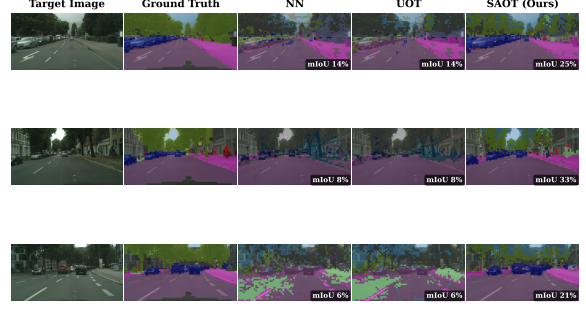 Target Image Ground Truth NN UOT SAOT (Ours)
mIoU 14% mIoU 14% mIoU 25%
mIoU 8% mIoU 8% mIoU 33%
mIoU 6% mIoU 6% mIoU 21%